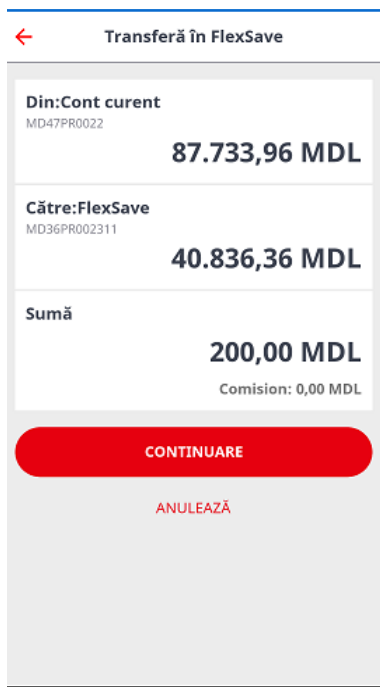 Transferă în FlexSave
Din:Cont curent
MD47PR0022
87.733,96 MDL
Către:FlexSave
MD36PR002311
40.836,36 MDL
Sumă
200,00 MDL
Comision: 0,00 MDL
CONTINUARE
ANULEAZĂ